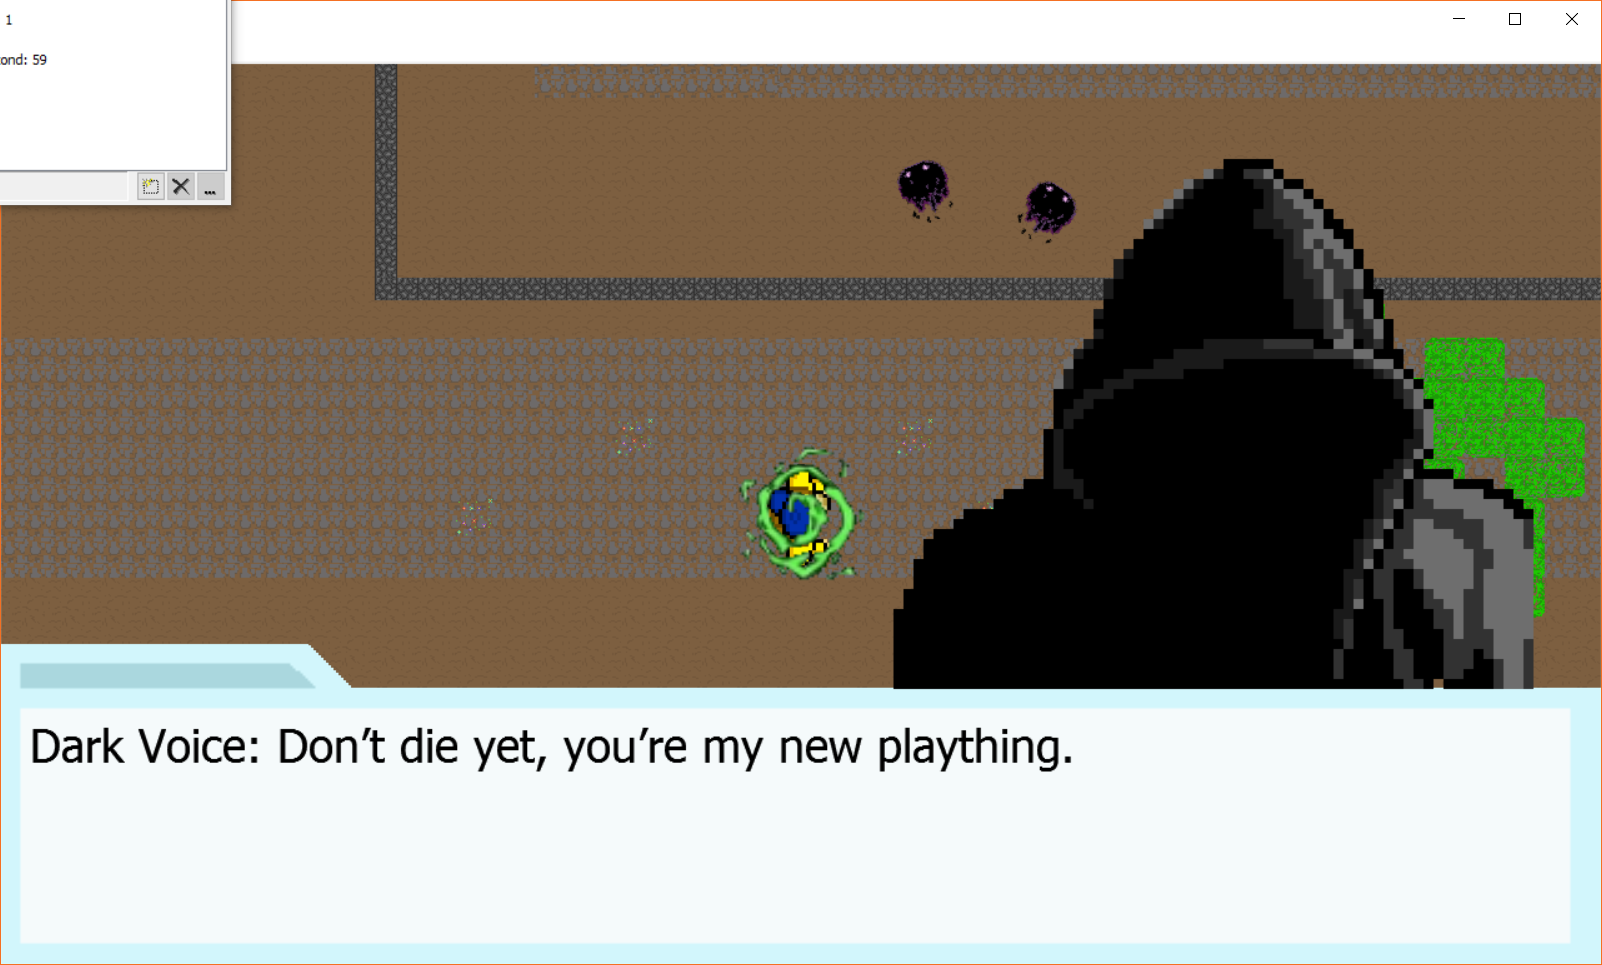 1
ond: 59
...
Dark Voice: Don’t die yet, you’re my new plaything.